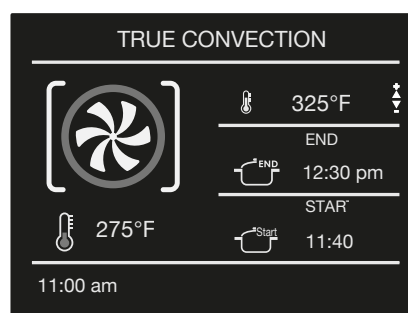 TRUE CONVECTION
325°F
END
END
12:30 pm
STAR
275°F
Start
11:40
11:00 am